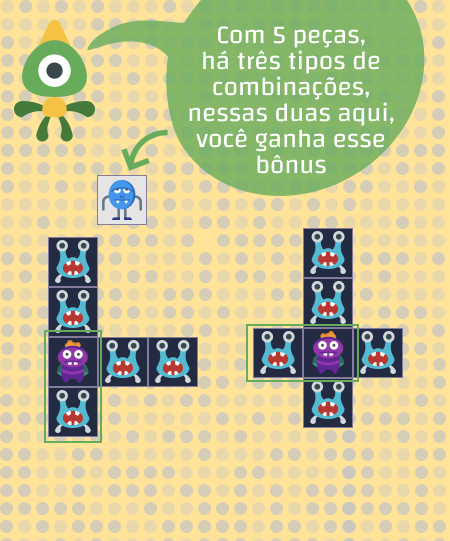 Com 5 peças,
há três tipos de
combinações,
nessas duas aqui,
você ganha esse
bônus